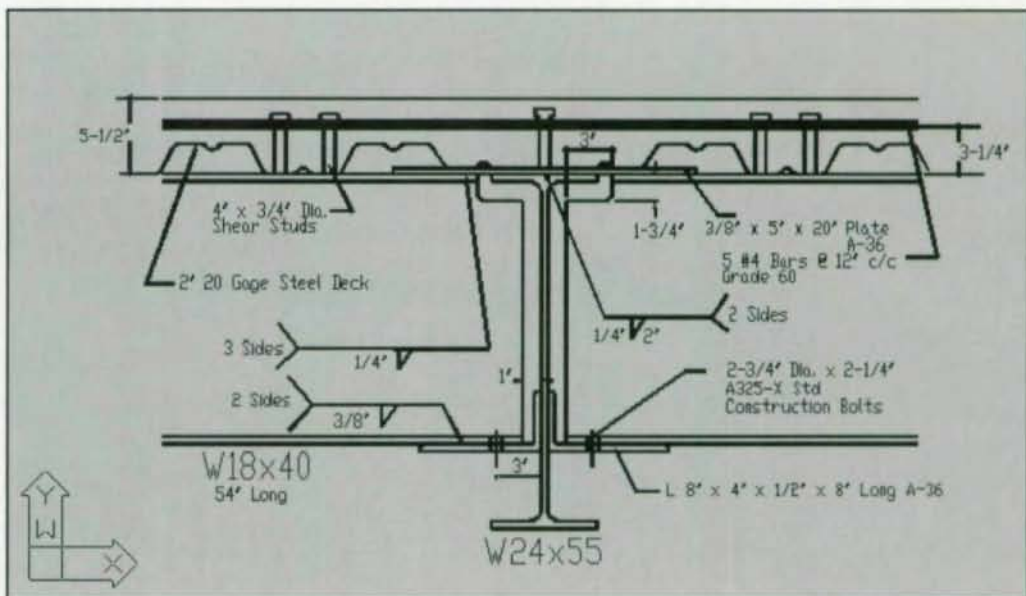 5-1/2"
3"
3-1/4"
4" x 3/4" Dia.
Shear Studs
1-3/4"
3/8" x 5" x 20" Plate
A-36
5 #4 Bars @ 12" c/c
Grade 60
2" 20 Gage Steel Deck
2 Sides
1/4"
2"
3 Sides
1/4"
1"
2-3/4" Dia. x 2-1/4"
A325-X Std
Construction Bolts
2 Sides
3/8"
W18x40
54" Long
3"
L 8" x 4" x 1/2" x 8" Long A-36
W24x55
Y
W
X